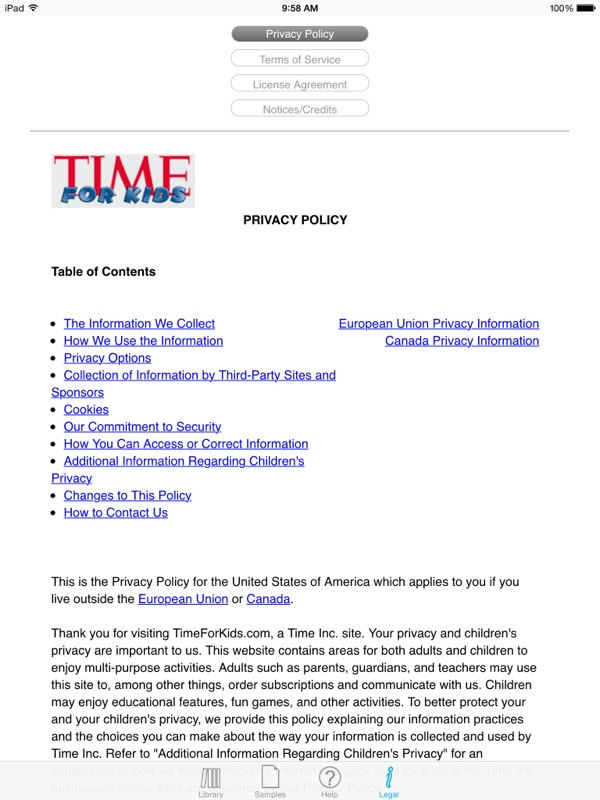 iPad 9:58 AM 100%
Privacy Policy
Terms of Service
License Agreement
Notices/Credits
TIME
FOR KIDS
PRIVACY POLICY
Table of Contents
• The Information We Collect
• How We Use the Information
• Privacy Options
• Collection of Information by Third-Party Sites and
Sponsors
• Cookies
• Our Commitment to Security
• How You Can Access or Correct Information
• Additional Information Regarding Children's
Privacy
• Changes to This Policy
• How to Contact Us
European Union Privacy Information
Canada Privacy Information
This is the Privacy Policy for the United States of America which applies to you if you
live outside the European Union or Canada.
Thank you for visiting TimeForKids.com, a Time Inc. site. Your privacy and children's
privacy are important to us. This website contains areas for both adults and children to
enjoy multi-purpose activities. Adults such as parents, guardians, and teachers may use
this site to, among other things, order subscriptions and communicate with us. Children
may enjoy educational features, fun games, and other activities. To better protect your
and your children's privacy, we provide this policy explaining our information practices
and the choices you can make about the way your information is collected and used by
Time Inc. Refer to "Additional Information Regarding Children's Privacy" for an
explanation of how we for a list of the Time Inc.
businesses whose sites
Library Samples Help Legal